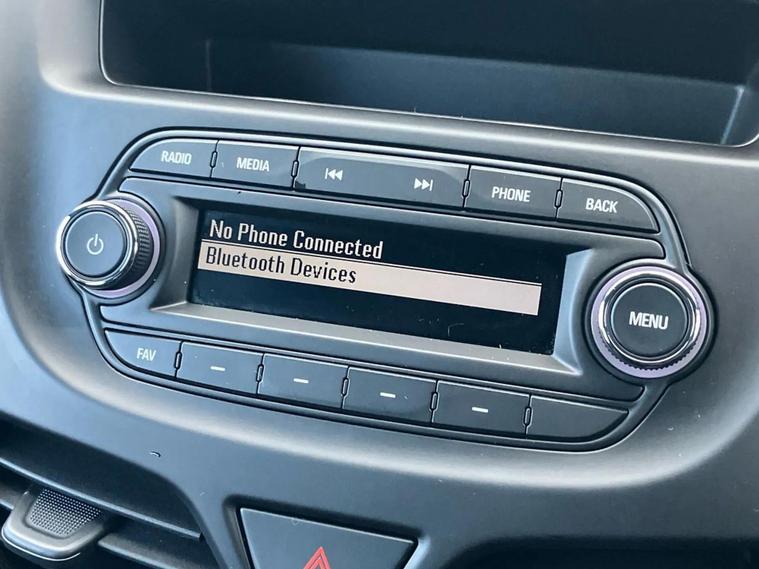 RADIO MEDIA PHONE BACK
No Phone Connected
Bluetooth Devices
MENU
FAV